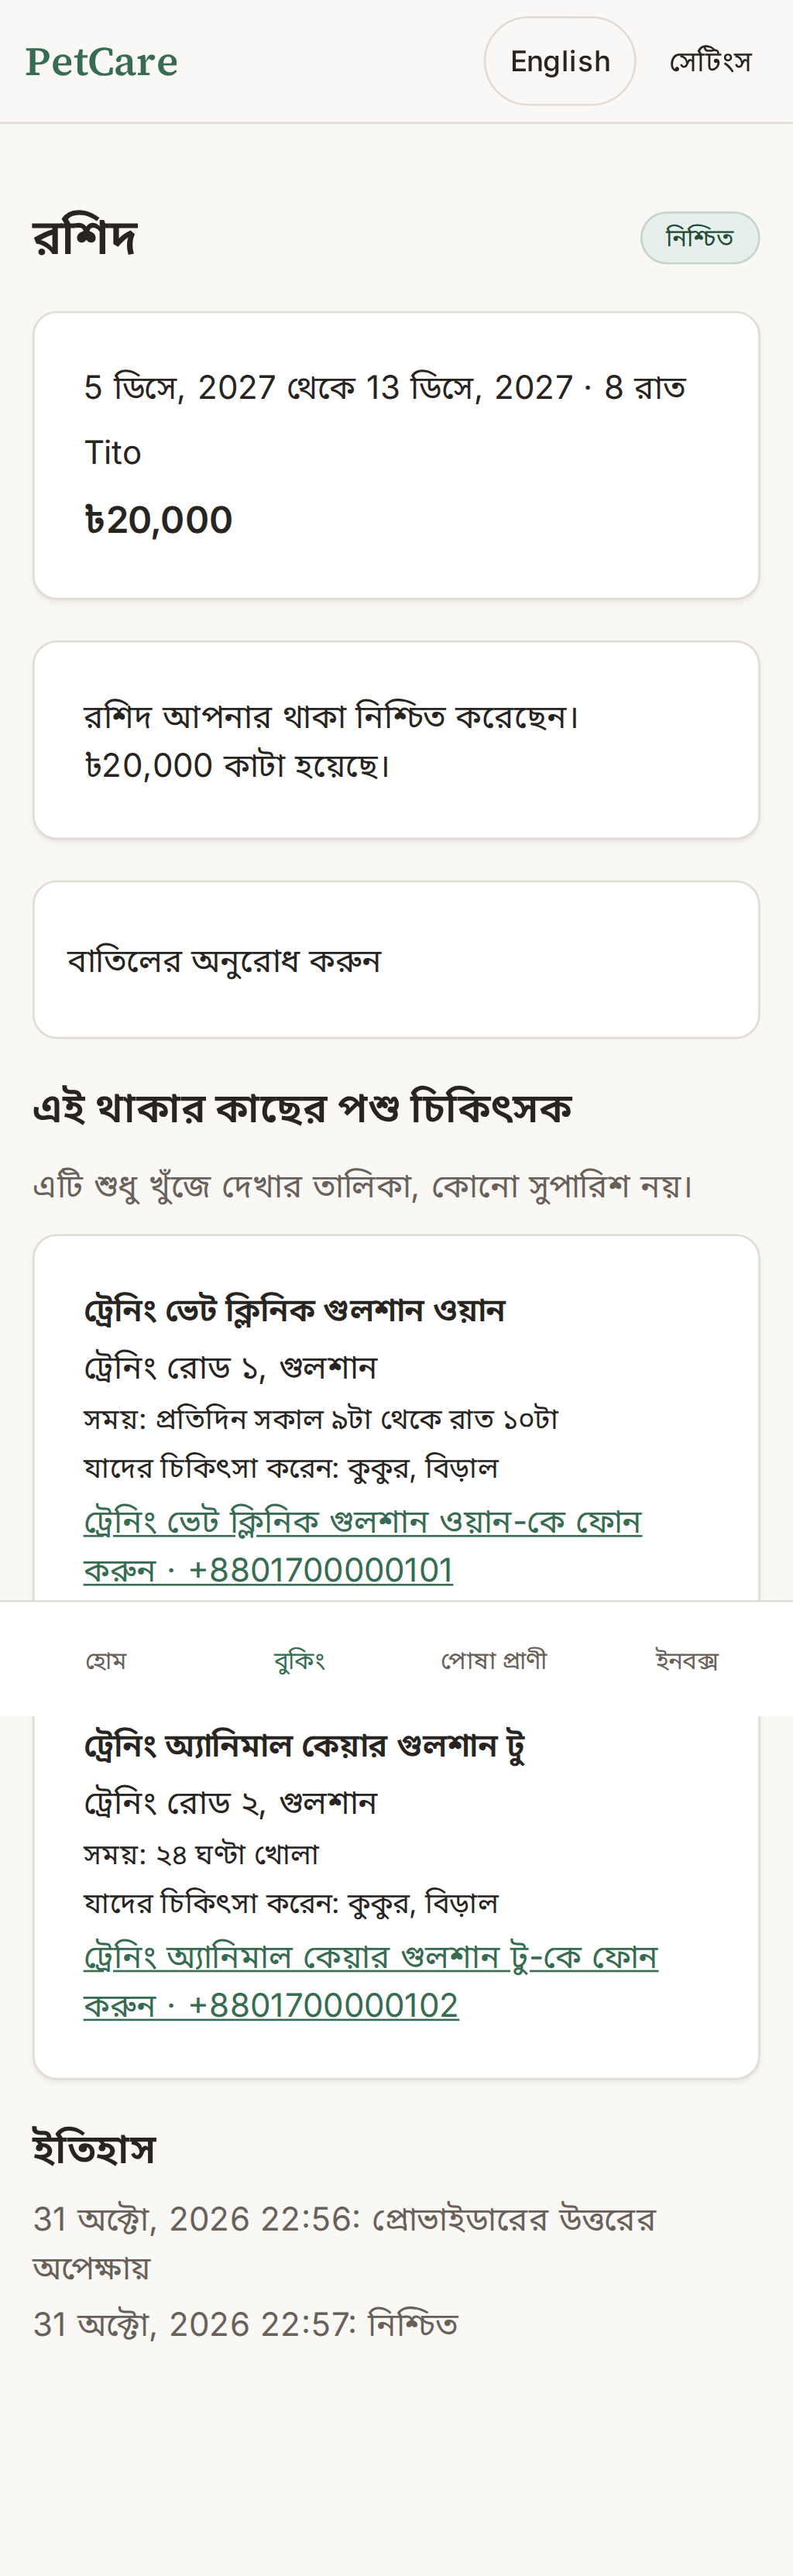 PetCare
English
সেটিংস
রশিদ
নিশ্চিত
5 ডিসে, 2027 থেকে 13 ডিসে, 2027 · 8 রাত
Tito
৳20,000
রশিদ আপনার থাকা নিশ্চিত করেছেন।
৳20,000 কাটা হয়েছে।
বাতিলের অনুরোধ করুন
এই থাকার কাছের পশু চিকিৎসক
এটি শুধু খুঁজে দেখার তালিকা, কোনো সুপারিশ নয়।
ট্রেনিং ভেট ক্লিনিক গুলশান ওয়ান
ট্রেনিং রোড ১, গুলশান
সময়: প্রতিদিন সকাল ৯টা থেকে রাত ১০টা
যাদের চিকিৎসা করেন: কুকুর, বিড়াল
ট্রেনিং ভেট ক্লিনিক গুলশান ওয়ান-কে ফোন
করুন · +8801700000101
হোম
বুকিং
পোষা প্রাণী
ইনবক্স
ট্রেনিং অ্যানিমাল কেয়ার গুলশান টু
ট্রেনিং রোড ২, গুলশান
সময়: ২৪ ঘণ্টা খোলা
যাদের চিকিৎসা করেন: কুকুর, বিড়াল
ট্রেনিং অ্যানিমাল কেয়ার গুলশান টু-কে ফোন
করুন · +8801700000102
ইতিহাস
31 অক্টো, 2026 22:56: প্রোভাইডারের উত্তরের
অপেক্ষায়
31 অক্টো, 2026 22:57: নিশ্চিত